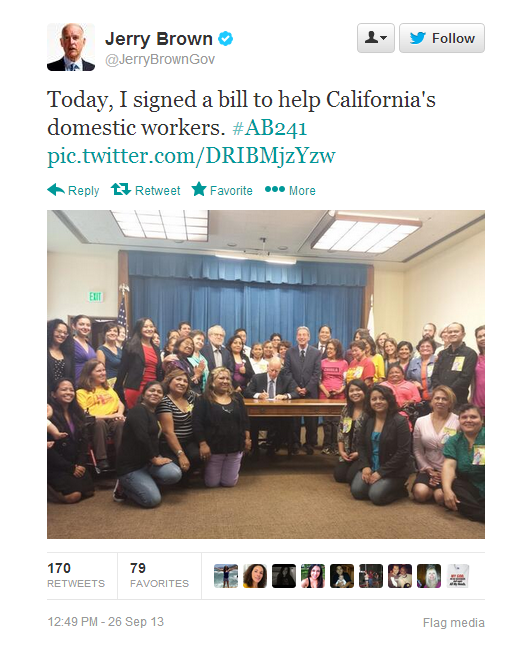 Jerry Brown
@JerryBrownGov
Follow
Today, I signed a bill to help California's
domestic workers. #AB241
pic.twitter.com/DRIBMjzYzw
Reply Retweet Favorite More
EXIT
170
RETWEETS
79
FAVORITES
12:49 PM - 26 Sep 13
Flag media